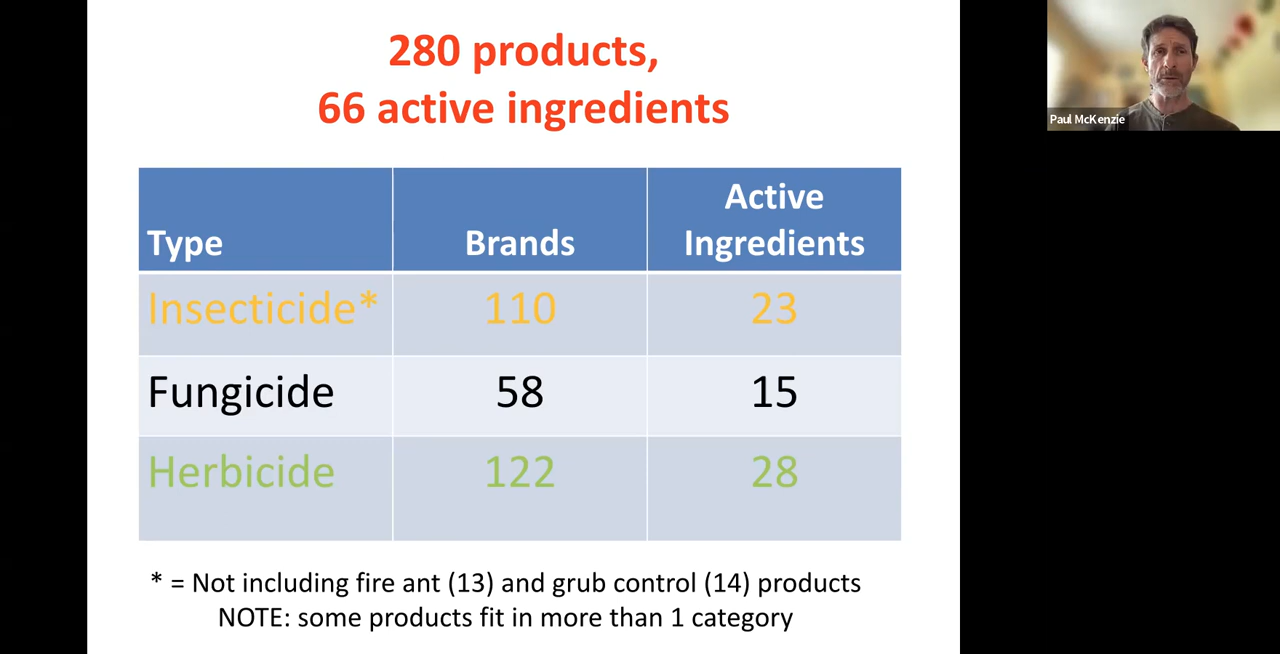 280 products,
66 active ingredients
Paul McKenzie
Type Brands Active Ingredients
Insecticide* 110 23
Fungicide 58 15
Herbicide 122 28
* = Not including fire ant (13) and grub control (14) products
NOTE: some products fit in more than 1 category